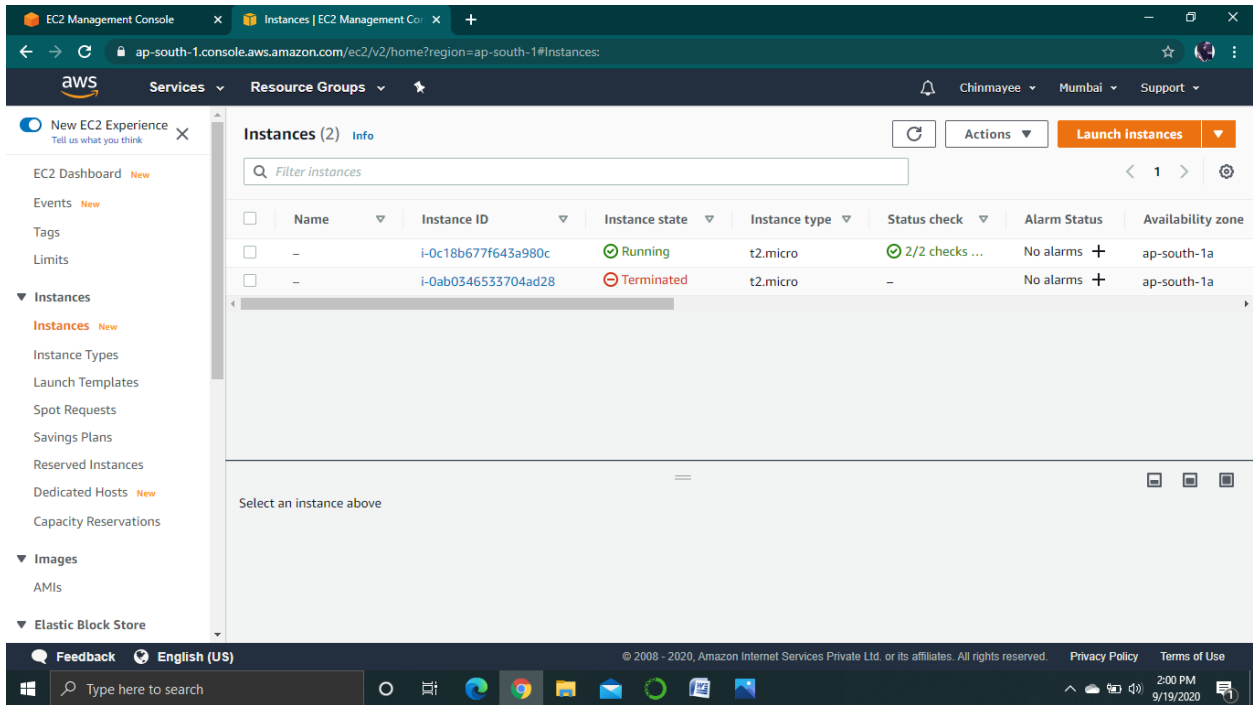 EC2 Management Console
Instances | EC2 Management Con
ap-south-1.console.aws.amazon.com/ec2/v2/home?region=ap-south-1#Instances:
aws Services Resource Groups Chinmayee Mumbai Support
New EC2 Experience
Tell us what you think
EC2 Dashboard New
Events New
Tags
Limits
Instances
Instances New
Instance Types
Launch Templates
Spot Requests
Savings Plans
Reserved Instances
Dedicated Hosts New
Capacity Reservations
Images
AMIs
Elastic Block Store
Instances (2) Info
Actions
Launch instances
Filter instances
1
Name Instance ID Instance state Instance type Status check Alarm Status Availability zone
– i-0c18b677f643a980c Running t2.micro 2/2 checks ... No alarms + ap-south-1a
– i-0ab0346533704ad28 Terminated t2.micro – No alarms + ap-south-1a
Select an instance above
Feedback English (US) © 2008 - 2020, Amazon Internet Services Private Ltd. or its affiliates. All rights reserved. Privacy Policy Terms of Use
Type here to search
2:00 PM
9/19/2020
1